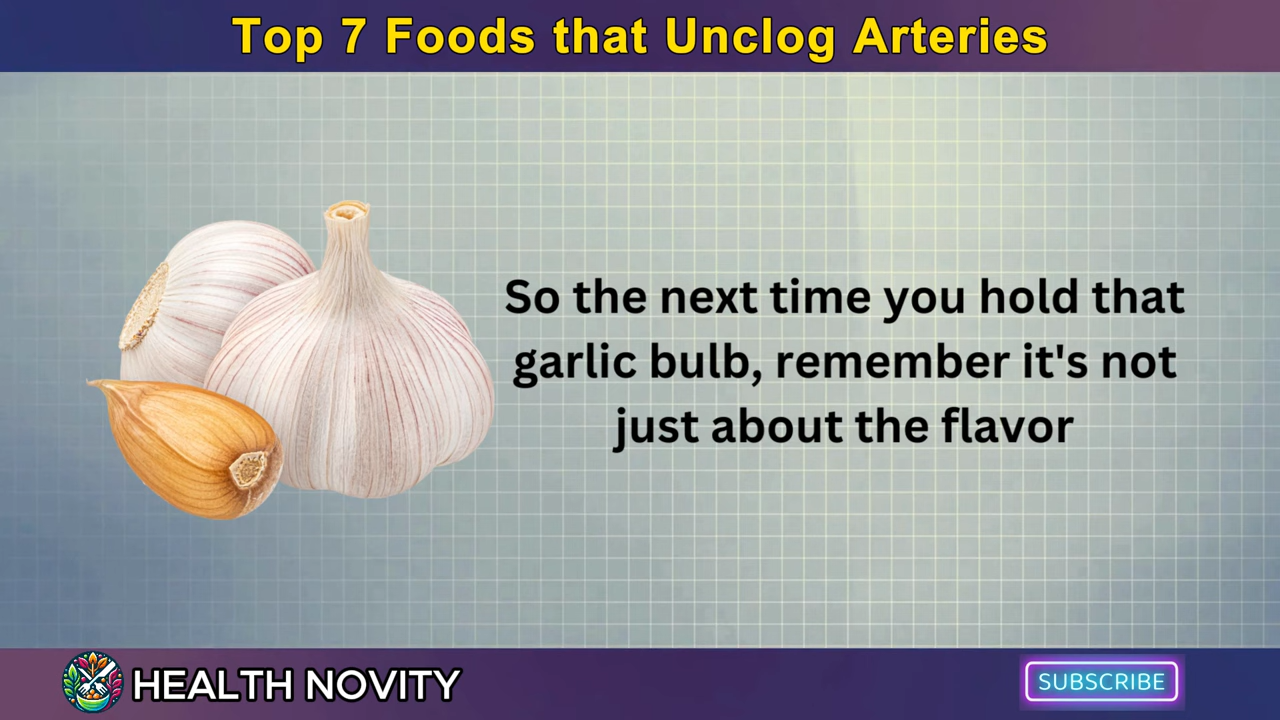 Top 7 Foods that Unclog Arteries
So the next time you hold that
garlic bulb, remember it's not
just about the flavor
HEALTH NOVITY
SUBSCRIBE